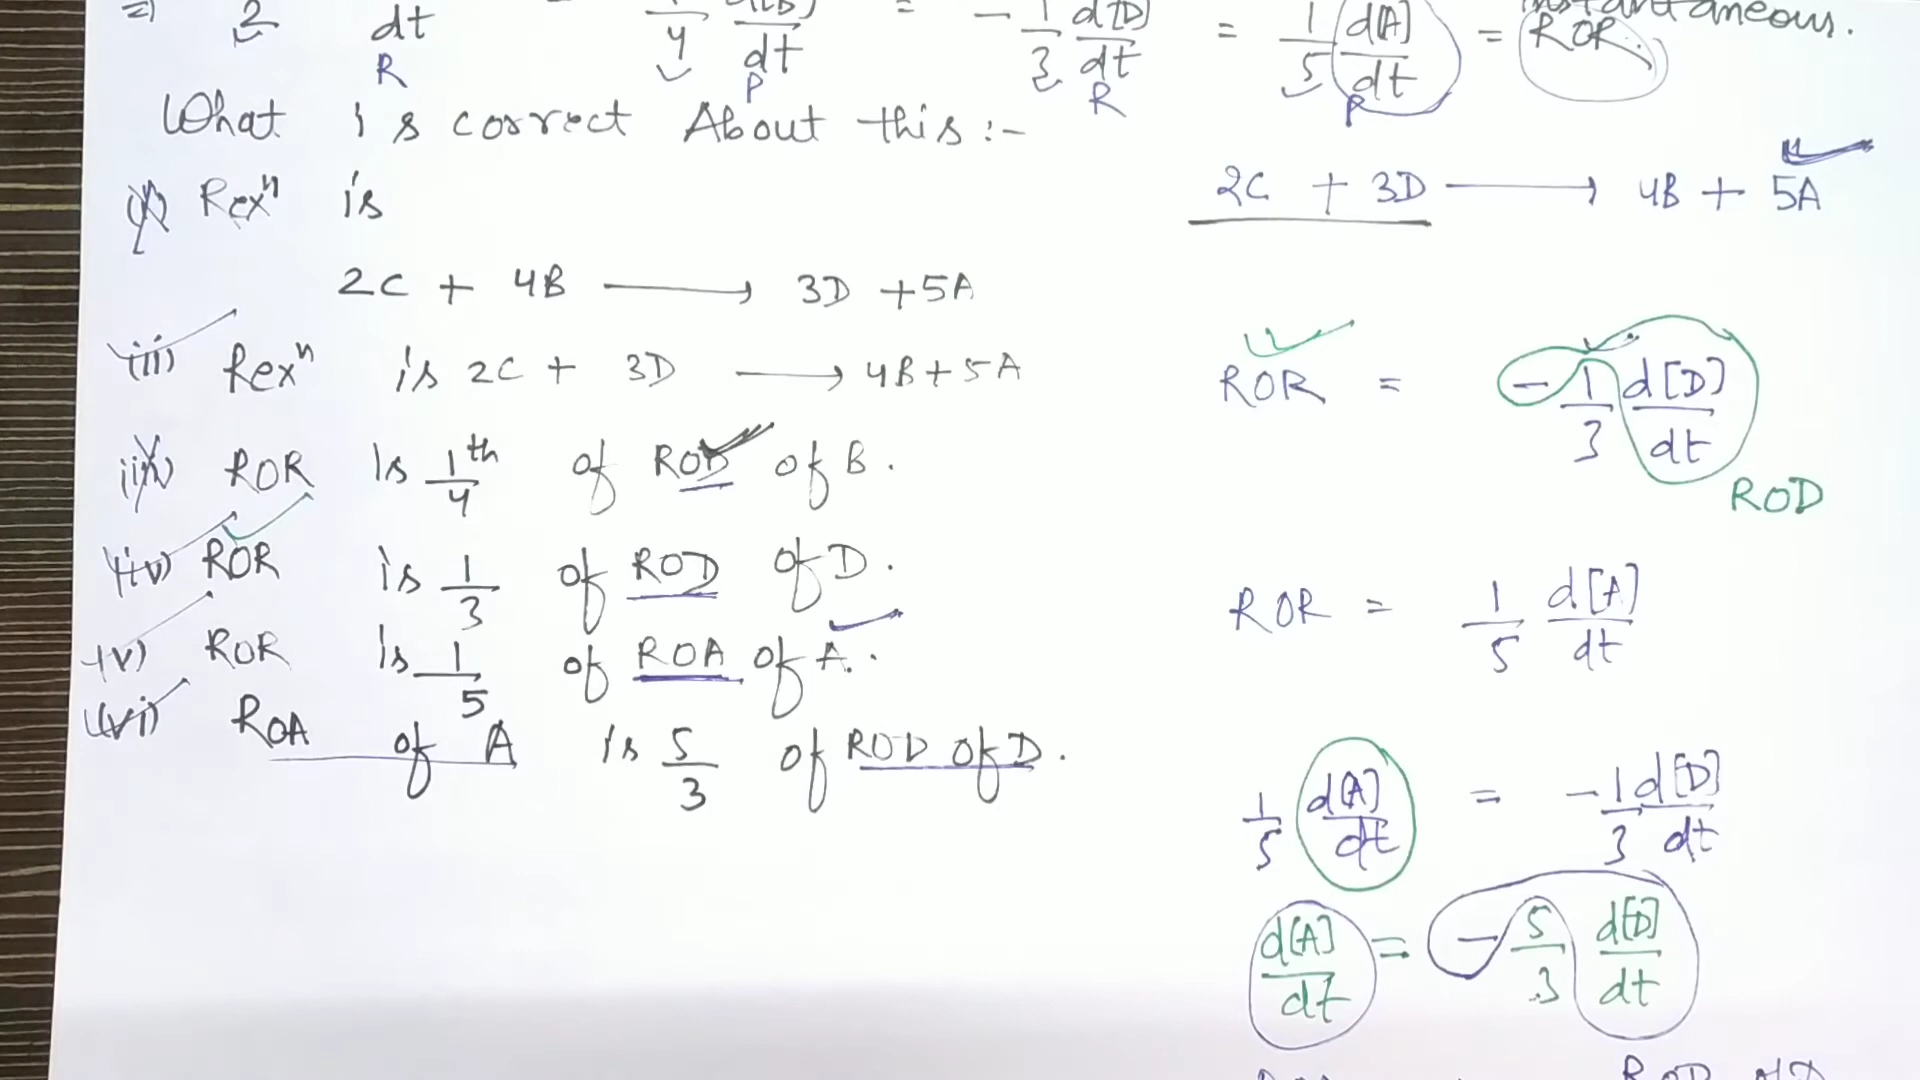 ⇒ 2 dt = 1/4 d[B]/dt = - 1/3 d[D]/dt = 1/5 d[A]/dt = ROR. instantaneous.
R P R P
What is correct About this :-
(i) Rexⁿ is
2C + 4B ⟶ 3D + 5A
(ii) Rexⁿ is 2C + 3D ⟶ 4B + 5A
(iii) ROR Is 1/4 th of ROD of B.
(iv) ROR is 1/3 of ROD of D.
(v) ROR Is 1/5 of ROA of A.
(vi) ROA of A is 5/3 of ROD of D.
2C + 3D ⟶ 4B + 5A
ROR = - 1/3 d[D]/dt
ROD
ROR = 1/5 d[A]/dt
1/5 d[A]/dt = - 1/3 d[D]/dt
d[A]/dt = - 5/3 d[D]/dt